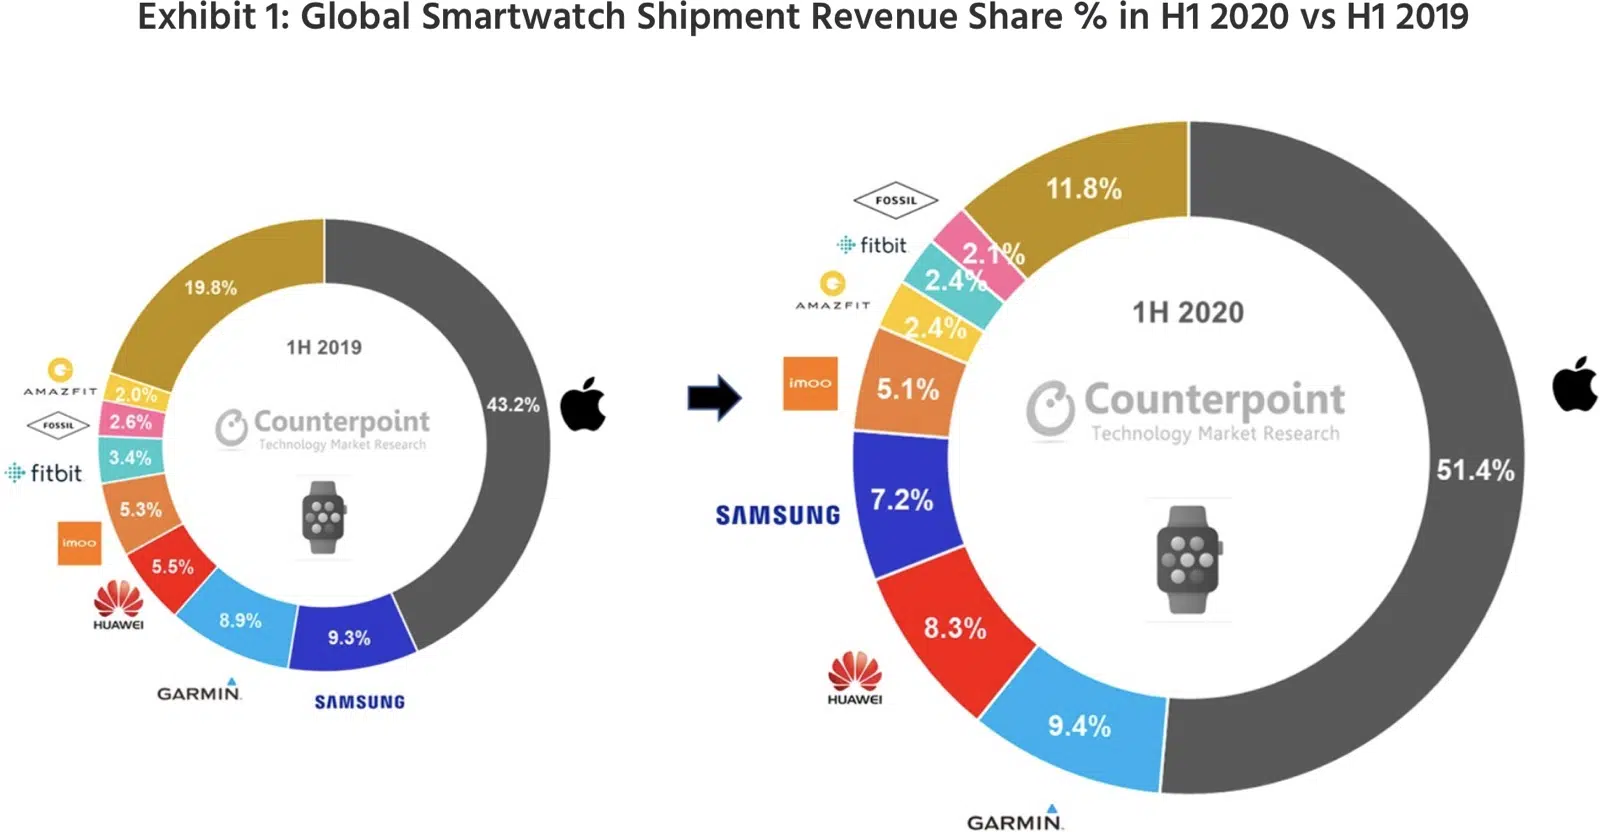 Exhibit 1: Global Smartwatch Shipment Revenue Share % in H1 2020 vs H1 2019
19.8%
1H 2019
43.2%
AMAZFIT
2.0%
FOSSIL
2.6%
fitbit
3.4%
Counterpoint
Technology Market Research
imoo
5.3%
HUAWEI
5.5%
8.9%
9.3%
GARMIN
SAMSUNG
11.8%
FOSSIL
2.1%
fitbit
2.4%
AMAZFIT
2.4%
1H 2020
imoo
5.1%
Counterpoint
Technology Market Research
51.4%
SAMSUNG
7.2%
8.3%
HUAWEI
9.4%
GARMIN